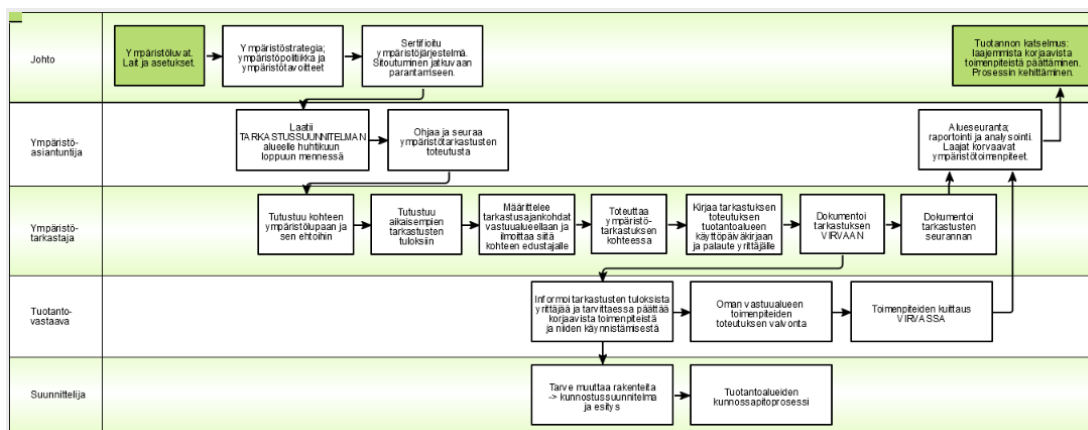 Johto
Ympäristöluvat.
Lait ja asetukset.
Ympäristöstrategia;
ympäristöpolitiikka ja
ympäristötavoitteet
Sertifioitu
ympäristöjärjestelmä.
Sitoutuminen jatkuvaan
parantamiseen.
Tuotannon katselmus:
laajemmista korjaavista
toimenpiteistä päättäminen.
Prosessin kehittäminen.
Ympäristö-
asiantuntija
Laatii
TARKASTUSSUUNNITELMAN
alueelle huhtikuun
loppuun mennessä
Ohjaa ja seuraa
ympäristötarkastusten
toteutusta
Alueseuranta;
raportointi ja analysointi.
Laajat korvaavat
ympäristötoimenpiteet.
Ympäristö-
tarkastaja
Tutustuu kohteen
ympäristölupaan ja
sen ehtoihin
Tutustuu
aikaisempien
tarkastusten
tuloksiin
Määrittelee
tarkastusajankohdat
vastuualueellaan ja
ilmoittaa siitä
kohteen edustajalle
Toteuttaa
ympäristö-
tarkastuksen
kohteessa
Kirjaa tarkastuksen
toteutuksen
tuotantoalueen
käyttöpäiväkirjaan
ja palaute yrittäjälle
Dokumentoi
tarkastuksen
VIRVAAN
Dokumentoi
tarkastusten
seurannan
Tuotanto-
vastaava
Informoi tarkastusten tuloksista
yrittäjää ja tarvittaessa päättää
korjaavista toimenpiteistä
ja niiden käynnistämisestä
Oman vastuualueen
toimenpiteiden
toteutuksen valvonta
Toimenpiteiden kuittaus
VIRVASSA
Suunnittelija
Tarve muuttaa rakenteita
-> kunnostussuunnitelma
ja esitys
Tuotantoalueiden
kunnossapitoprosessi